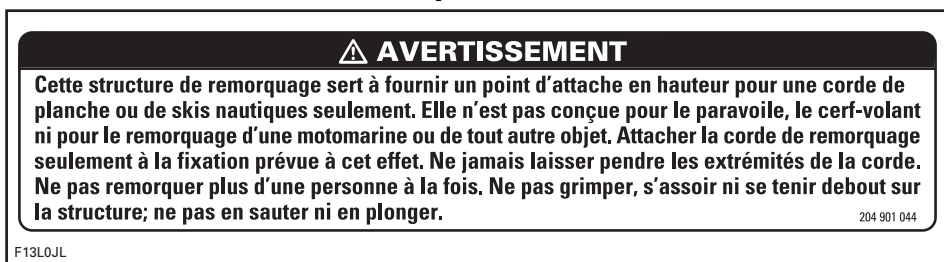 ⚠ AVERTISSEMENT
Cette structure de remorquage sert à fournir un point d'attache en hauteur pour une corde de
planche ou de skis nautiques seulement. Elle n'est pas conçue pour le paravoile, le cerf-volant
ni pour le remorquage d'une motomarine ou de tout autre objet. Attacher la corde de remorquage
seulement à la fixation prévue à cet effet. Ne jamais laisser pendre les extrémités de la corde.
Ne pas remorquer plus d'une personne à la fois. Ne pas grimper, s'assoir ni se tenir debout sur
la structure; ne pas en sauter ni en plonger.
204 901 044
F13L0JL